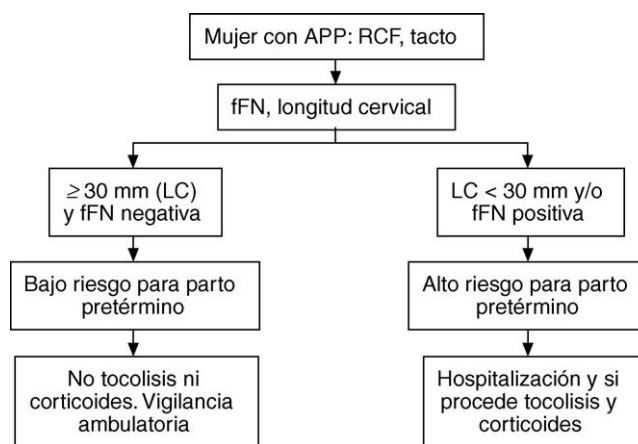 Mujer con APP: RCF, tacto
fFN, longitud cervical
≥ 30 mm (LC)
y fFN negativa
LC < 30 mm y/o
fFN positiva
Bajo riesgo para parto
pretérmino
Alto riesgo para parto
pretérmino
No tocolisis ni
corticoides. Vigilancia
ambulatoria
Hospitalización y si
procede tocolisis y
corticoides